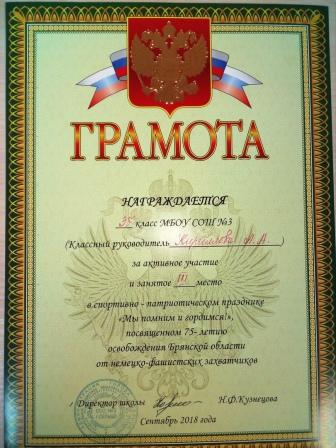 ГРАМОТА
НАГРАЖДАЕТСЯ
класс МБОУ СОШ №3
(Классный руководитель Кириллова )
за активное участие
и занятое III место
в спортивно - патриотическом празднике
«Мы помним и гордимся!»,
посвященном 75- летию
освобождения Брянской области
от немецко-фашистских захватчиков
Директор школы Н.Ф.Кузнецова
Сентябрь 2018 года